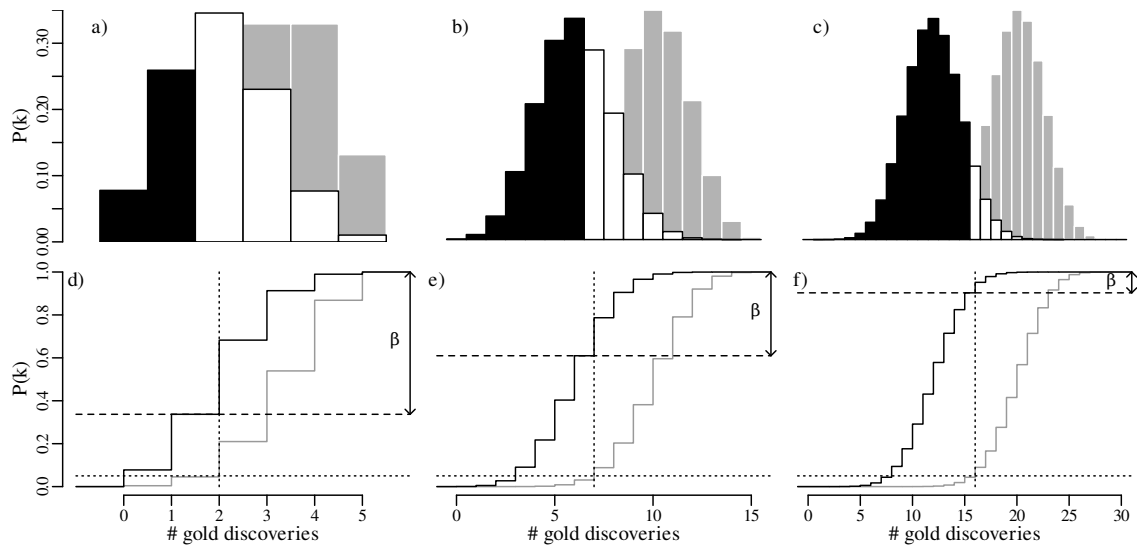 a) b) c)
P(k)
0.00 0.10 0.20 0.30
d) e) f)
P(k)
0.0 0.2 0.4 0.6 0.8 1.0
β β β
0 1 2 3 4 5
0 5 10 15
0 5 10 15 20 25 30
# gold discoveries # gold discoveries # gold discoveries